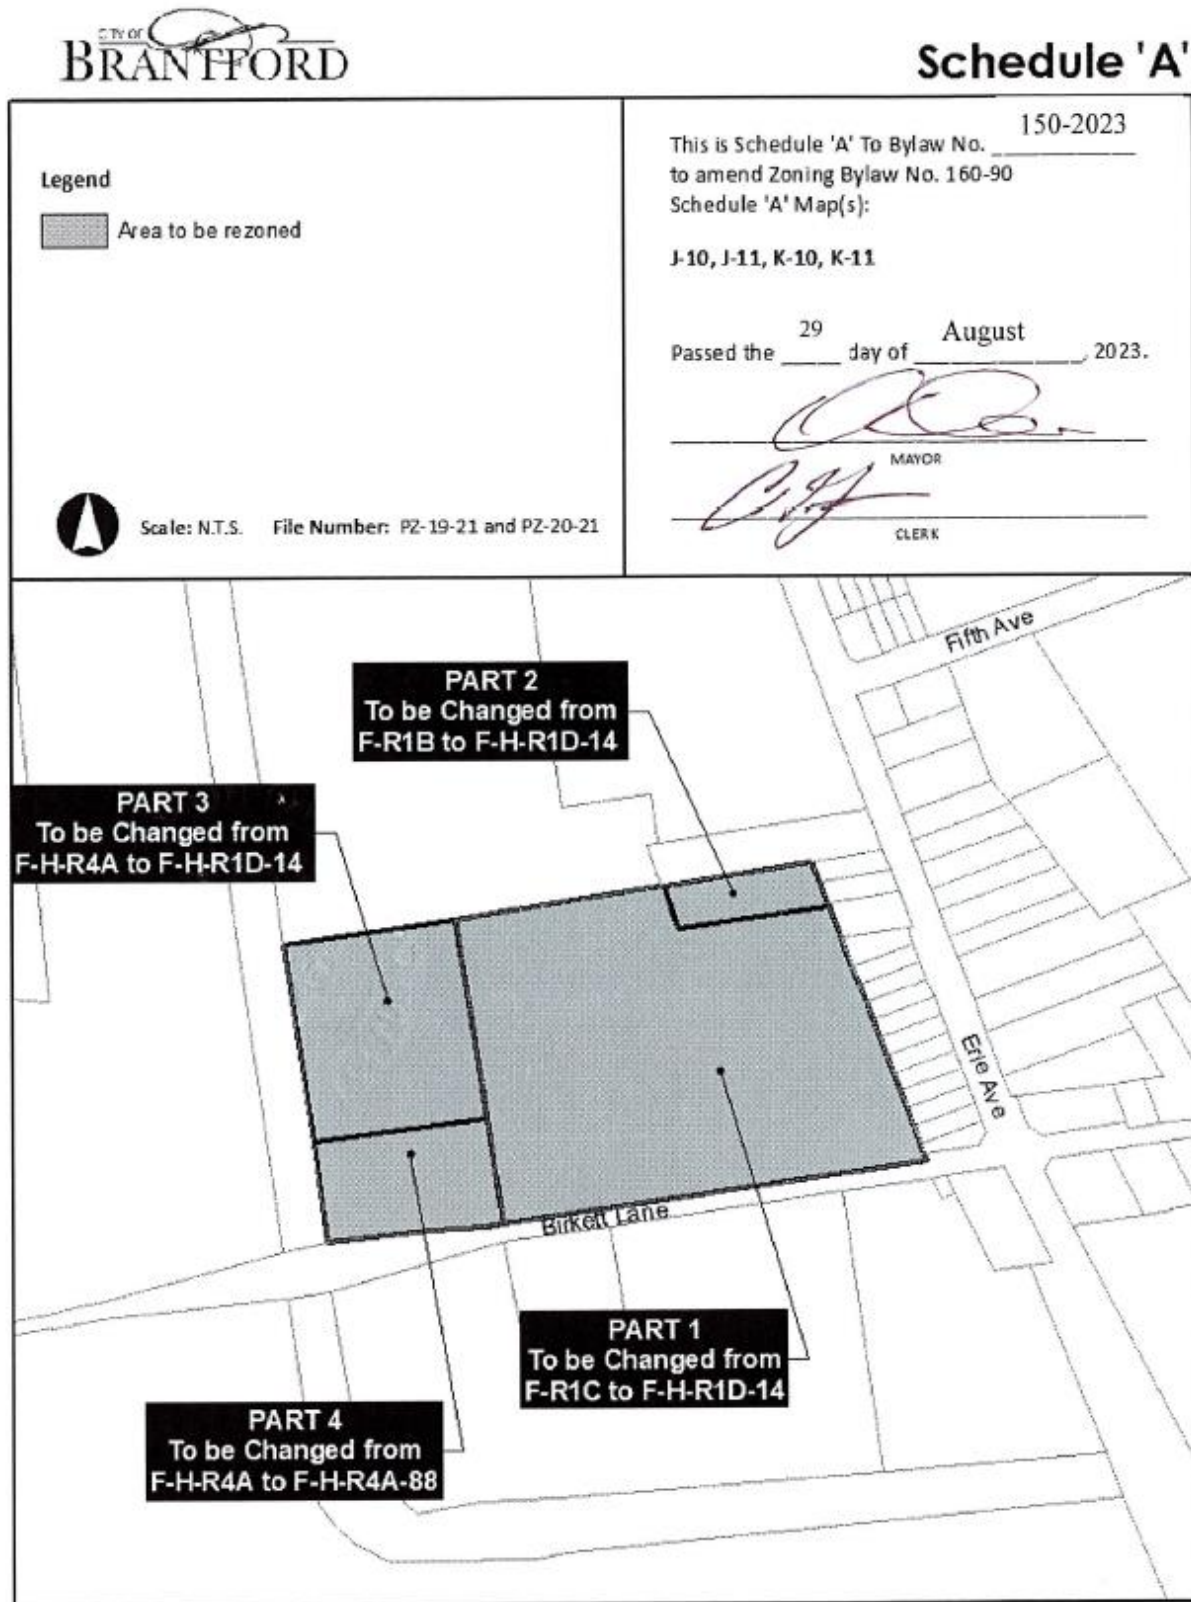 CITY OF
BRANTFORD
Schedule 'A'
Legend
Area to be rezoned
Scale: N.T.S. File Number: PZ-19-21 and PZ-20-21
This is Schedule 'A' To Bylaw No. 150-2023
to amend Zoning Bylaw No. 160-90
Schedule 'A' Map(s):
J-10, J-11, K-10, K-11
Passed the 29 day of August, 2023.
MAYOR
CLERK
Fifth Ave
PART 2
To be Changed from
F-R1B to F-H-R1D-14
PART 3
To be Changed from
F-H-R4A to F-H-R1D-14
Erie Ave
Birkett Lane
PART 1
To be Changed from
F-R1C to F-H-R1D-14
PART 4
To be Changed from
F-H-R4A to F-H-R4A-88